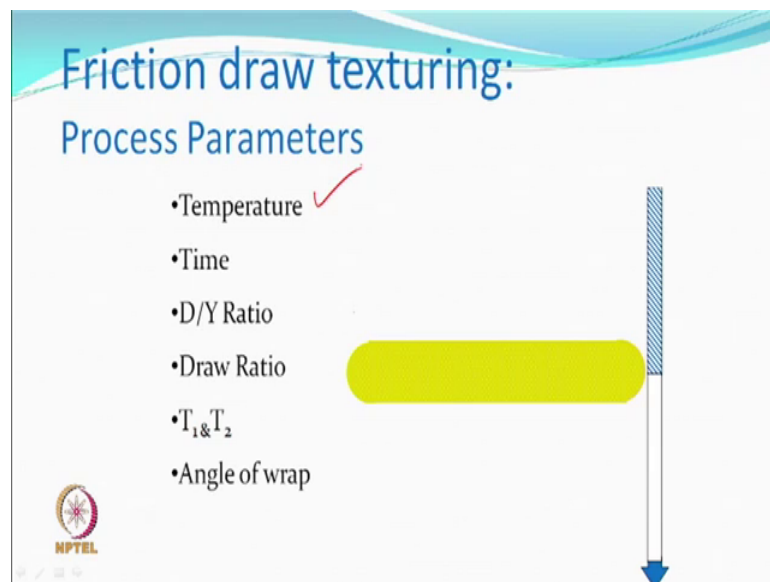 Friction draw texturing:
Process Parameters
•Temperature
•Time
•D/Y Ratio
•Draw Ratio
•T₁&T₂
•Angle of wrap
NPTEL